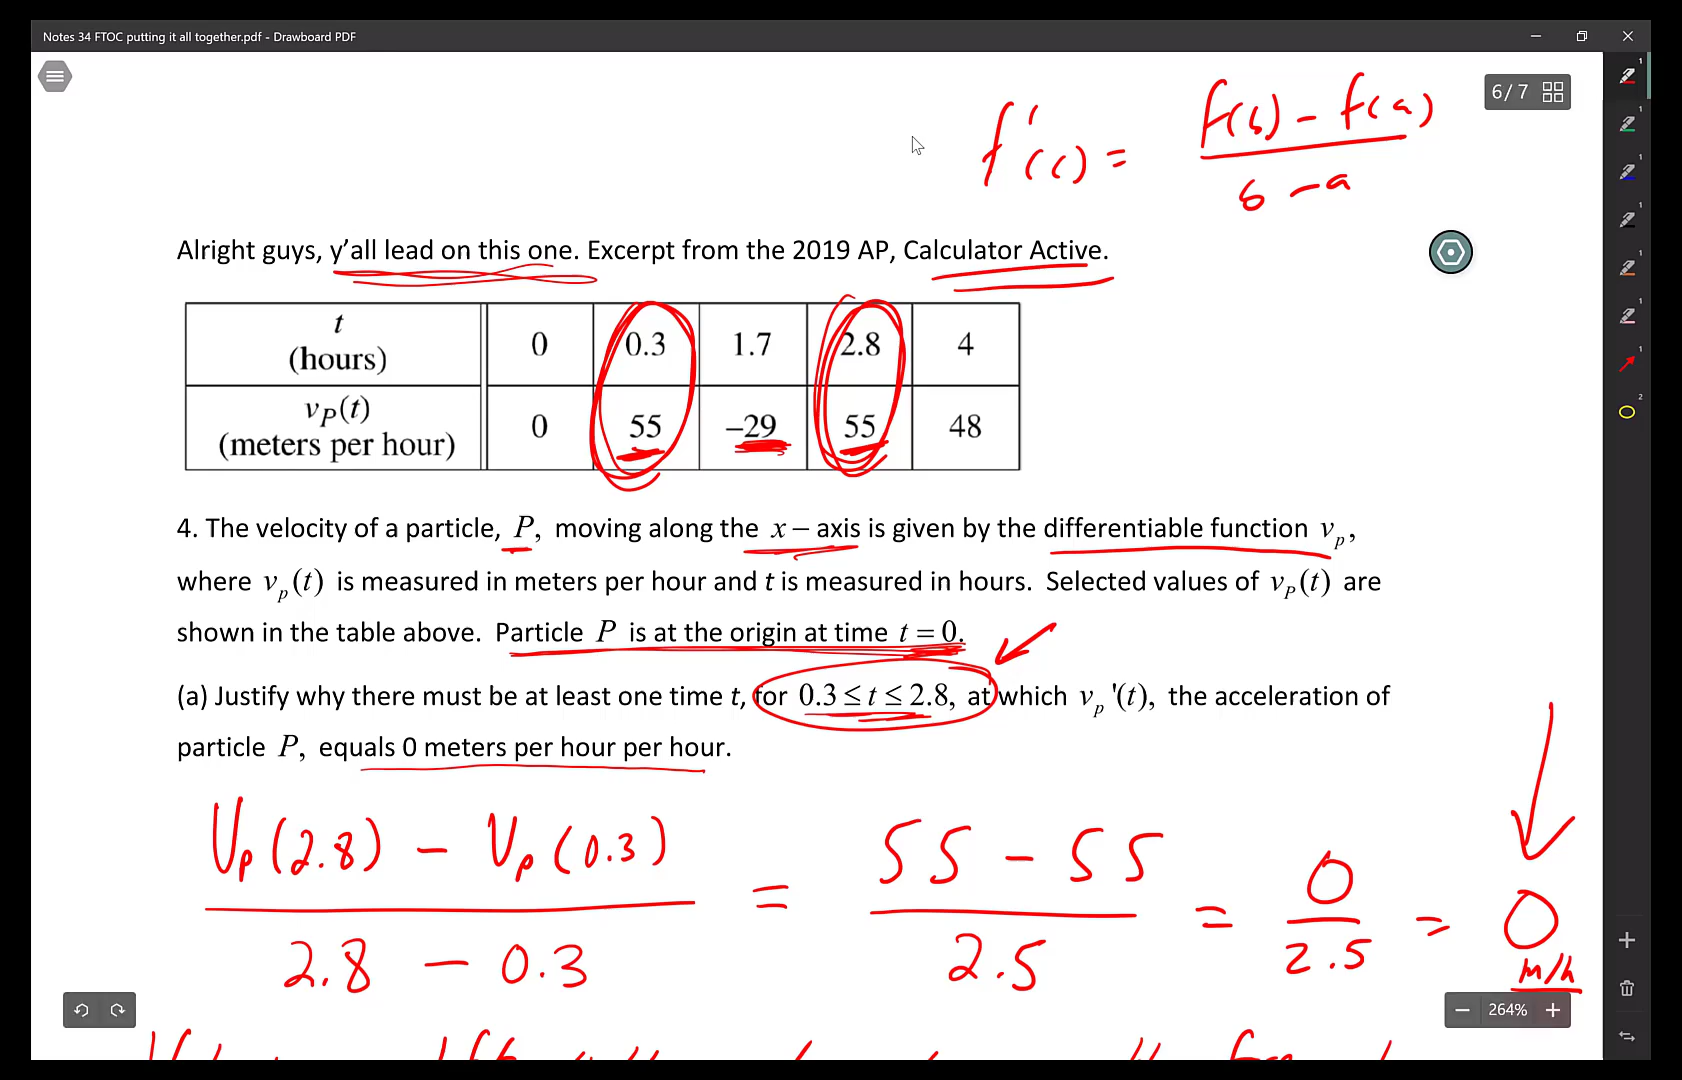 Notes 34 FTOC putting it all together.pdf - Drawboard PDF
6 / 7
f'(c) = f(b) - f(a) / b - a
Alright guys, y'all lead on this one. Excerpt from the 2019 AP, Calculator Active.
t (hours) 0 0.3 1.7 2.8 4
vP(t) (meters per hour) 0 55 –29 55 48
4. The velocity of a particle, P, moving along the x – axis is given by the differentiable function vp,
where vp(t) is measured in meters per hour and t is measured in hours. Selected values of vP(t) are
shown in the table above. Particle P is at the origin at time t = 0.
(a) Justify why there must be at least one time t, for 0.3 ≤ t ≤ 2.8, at which vp'(t), the acceleration of
particle P, equals 0 meters per hour per hour.
Vp(2.8) - Vp(0.3) / 2.8 - 0.3 = 55 - 55 / 2.5 = 0 / 2.5 = 0 m/h
264%